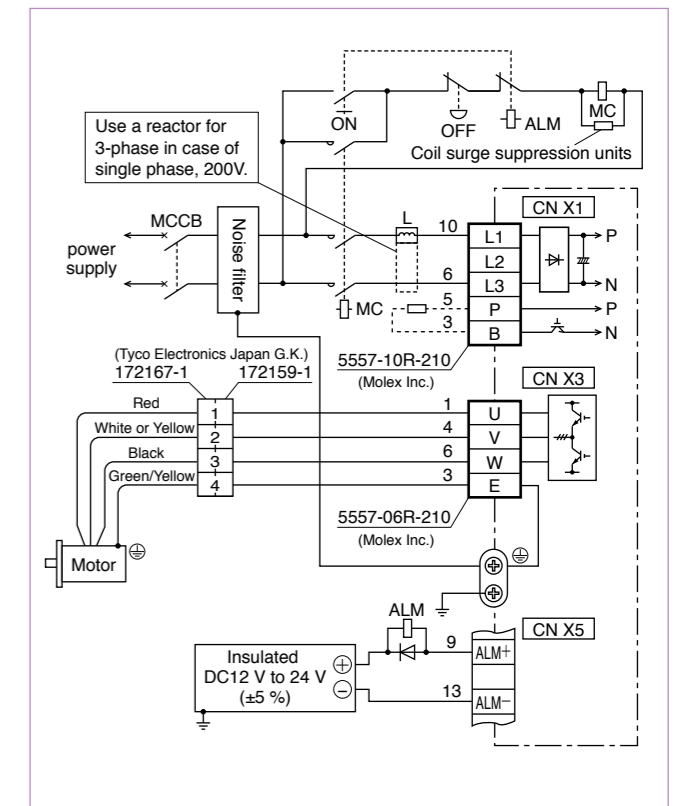 ON
OFF
ALM
MC
Coil surge suppression units
Use a reactor for
3-phase in case of
single phase, 200V.
MCCB
power
supply
Noise filter
L
MC
10
6
5
3
CN X1
L1
L2
L3
P
B
P
N
P
N
5557-10R-210
(Molex Inc.)
(Tyco Electronics Japan G.K.)
172167-1
172159-1
Red
White or Yellow
Black
Green/Yellow
1
2
3
4
1
4
6
3
CN X3
U
V
W
E
5557-06R-210
(Molex Inc.)
Motor
ALM
Insulated
DC12 V to 24 V
(±5 %)
+
−
9
13
CN X5
ALM+
ALM−